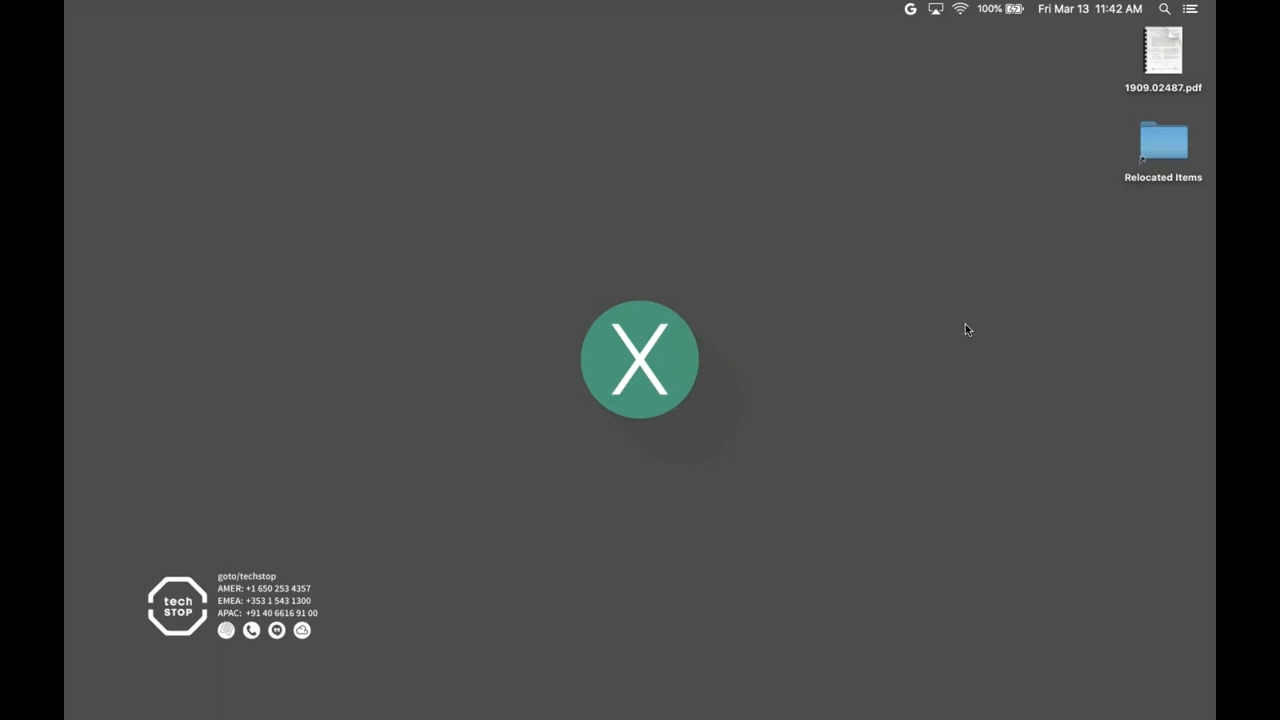 100% Fri Mar 13 11:42 AM
1909.02487.pdf
Relocated Items
X
goto/techstop
tech STOP
AMER: +1 650 253 4357
EMEA: +353 1 543 1300
APAC: +91 40 6616 91 00